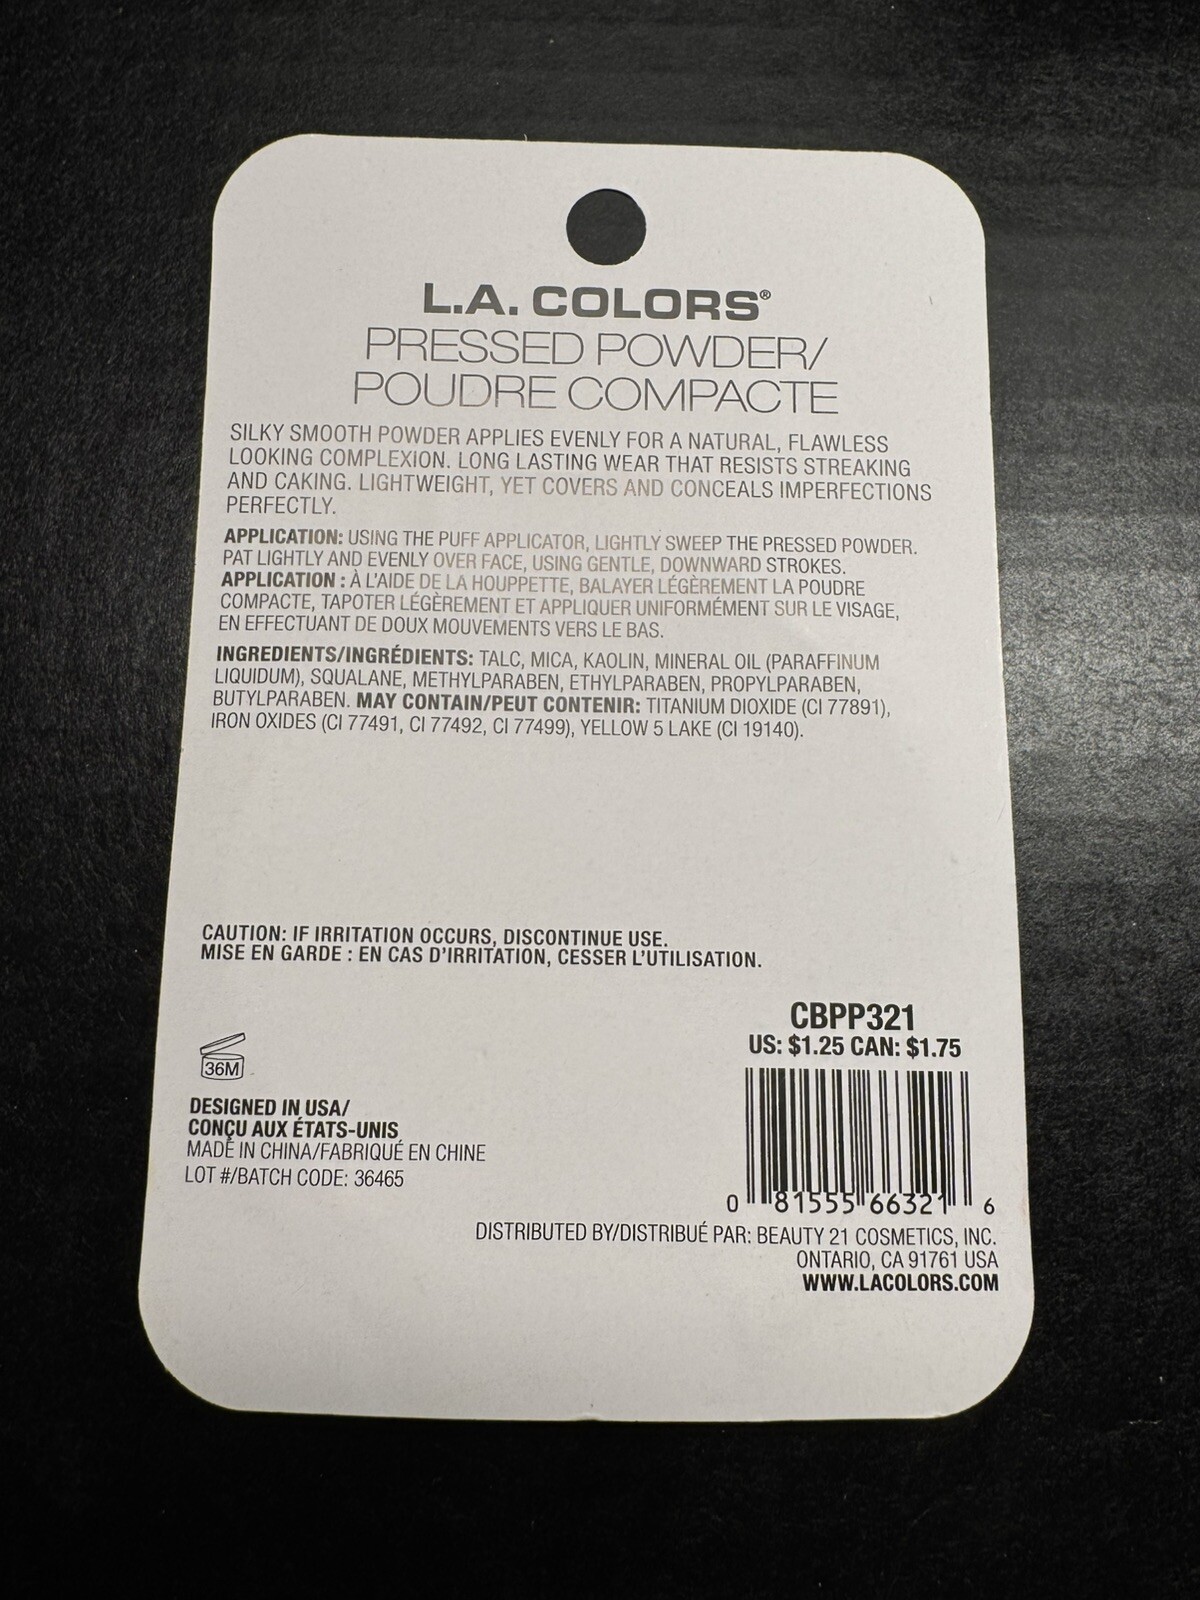 L.A. COLORS®
PRESSED POWDER/
POUDRE COMPACTE
SILKY SMOOTH POWDER APPLIES EVENLY FOR A NATURAL, FLAWLESS
LOOKING COMPLEXION. LONG LASTING WEAR THAT RESISTS STREAKING
AND CAKING. LIGHTWEIGHT, YET COVERS AND CONCEALS IMPERFECTIONS
PERFECTLY.
APPLICATION: USING THE PUFF APPLICATOR, LIGHTLY SWEEP THE PRESSED POWDER.
PAT LIGHTLY AND EVENLY OVER FACE, USING GENTLE, DOWNWARD STROKES.
APPLICATION : À L'AIDE DE LA HOUPPETTE, BALAYER LÉGÈREMENT LA POUDRE
COMPACTE, TAPOTER LÉGÈREMENT ET APPLIQUER UNIFORMÉMENT SUR LE VISAGE,
EN EFFECTUANT DE DOUX MOUVEMENTS VERS LE BAS.
INGREDIENTS/INGRÉDIENTS: TALC, MICA, KAOLIN, MINERAL OIL (PARAFFINUM
LIQUIDUM), SQUALANE, METHYLPARABEN, ETHYLPARABEN, PROPYLPARABEN,
BUTYLPARABEN. MAY CONTAIN/PEUT CONTENIR: TITANIUM DIOXIDE (CI 77891),
IRON OXIDES (CI 77491, CI 77492, CI 77499), YELLOW 5 LAKE (CI 19140).
CAUTION: IF IRRITATION OCCURS, DISCONTINUE USE.
MISE EN GARDE : EN CAS D'IRRITATION, CESSER L'UTILISATION.
CBPP321
US: $1.25 CAN: $1.75
36M
DESIGNED IN USA/
CONÇU AUX ÉTATS-UNIS
MADE IN CHINA/FABRIQUÉ EN CHINE
LOT #/BATCH CODE: 36465
0 81555 66321 6
DISTRIBUTED BY/DISTRIBUÉ PAR: BEAUTY 21 COSMETICS, INC.
ONTARIO, CA 91761 USA
WWW.LACOLORS.COM